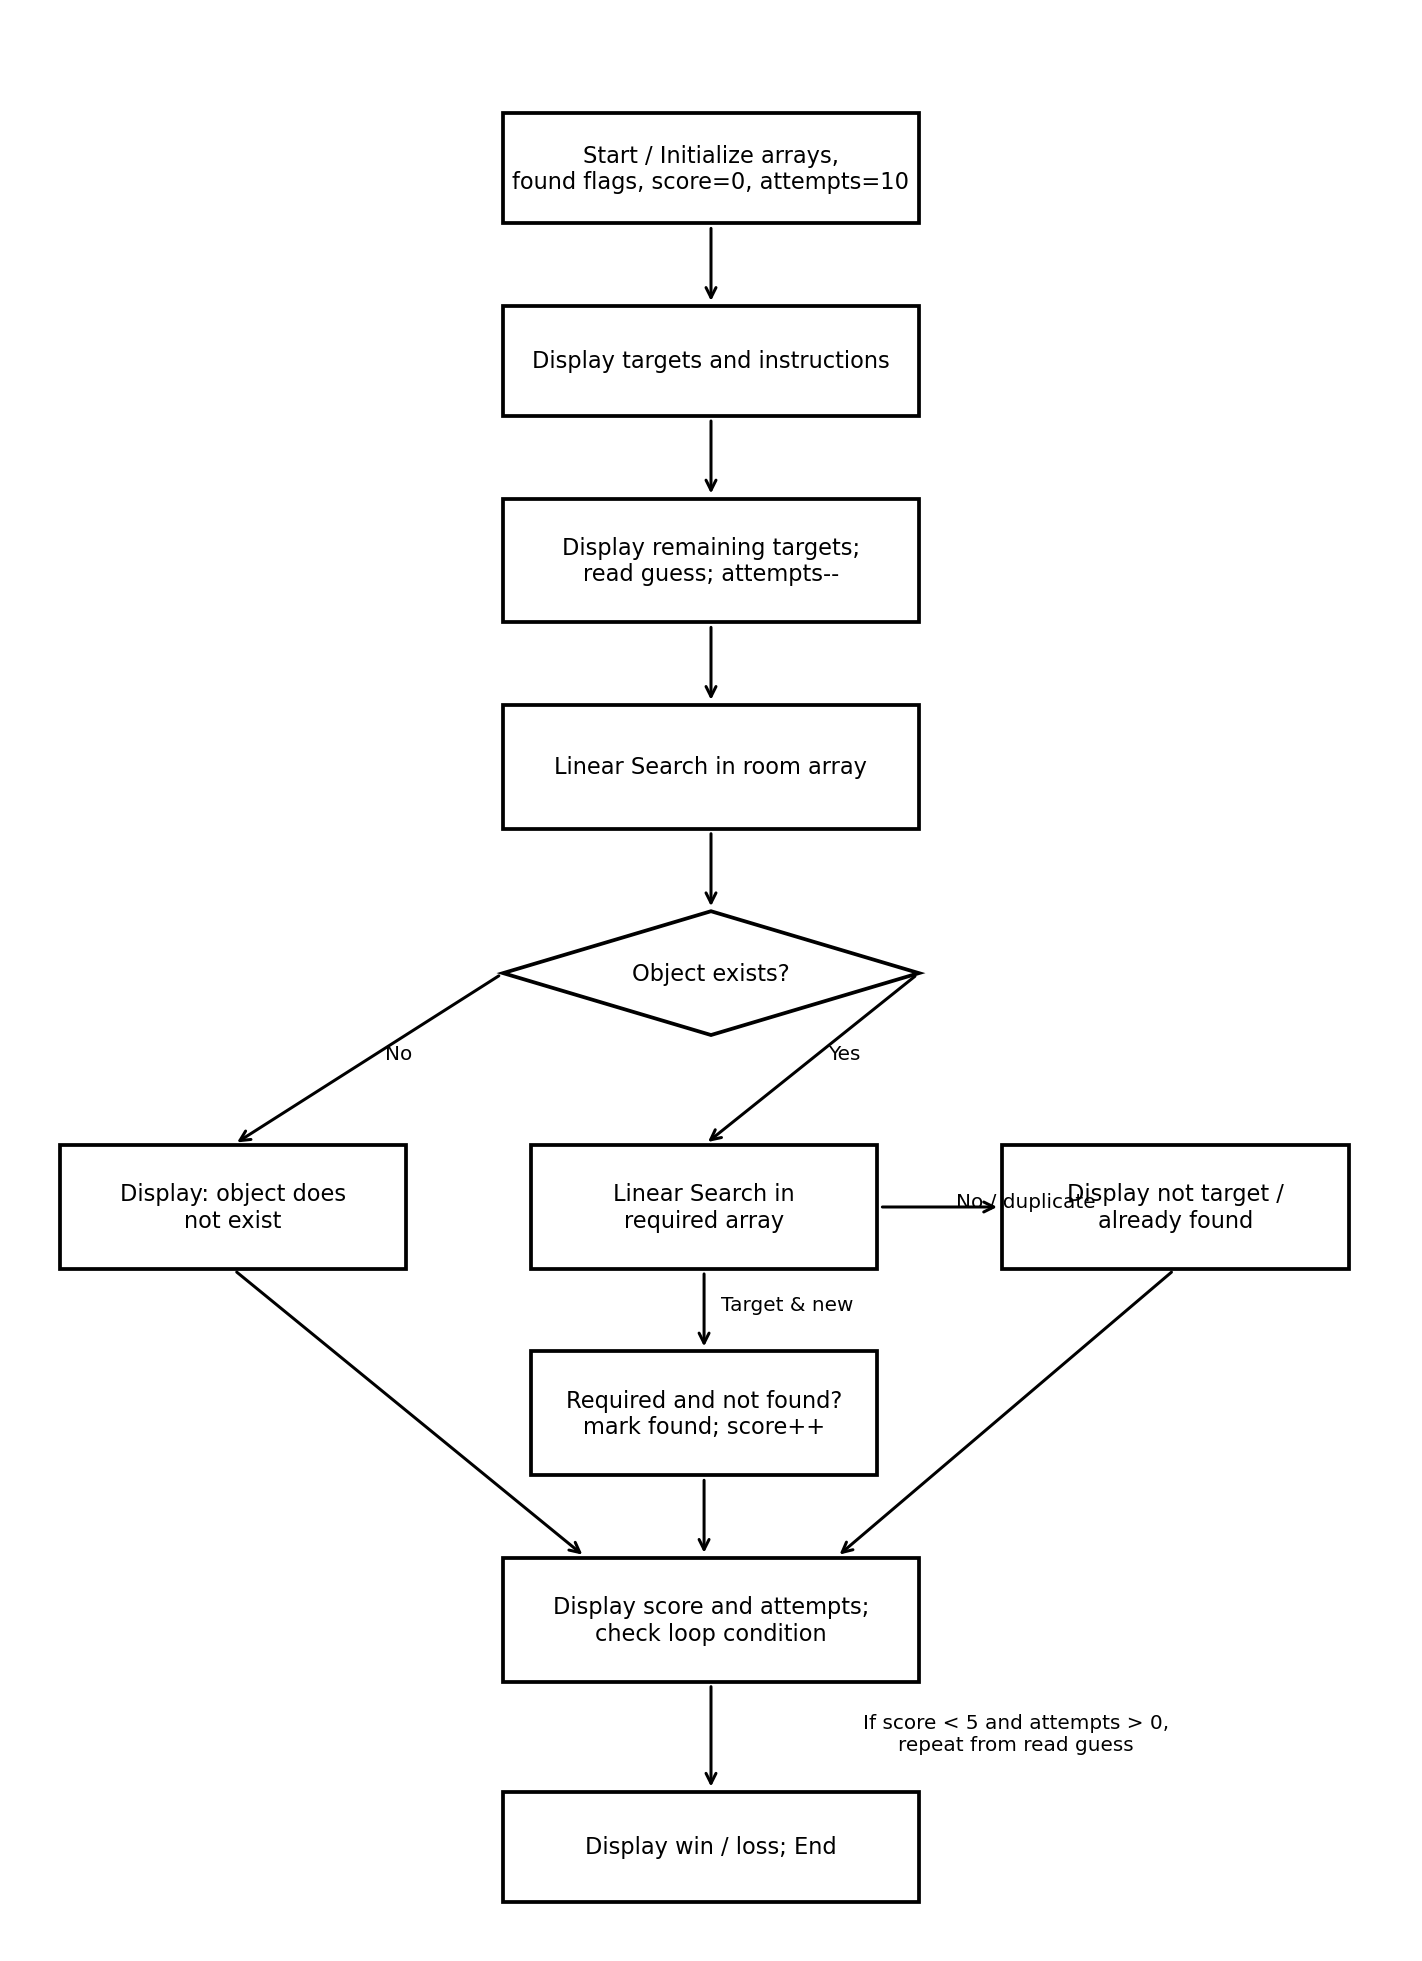 Start / Initialize arrays,
found flags, score=0, attempts=10
Display targets and instructions
Display remaining targets;
read guess; attempts--
Linear Search in room array
Object exists?
No
Yes
Display: object does
not exist
Linear Search in
required array
No / duplicate
Display not target /
already found
Target & new
Required and not found?
mark found; score++
Display score and attempts;
check loop condition
If score < 5 and attempts > 0,
repeat from read guess
Display win / loss; End